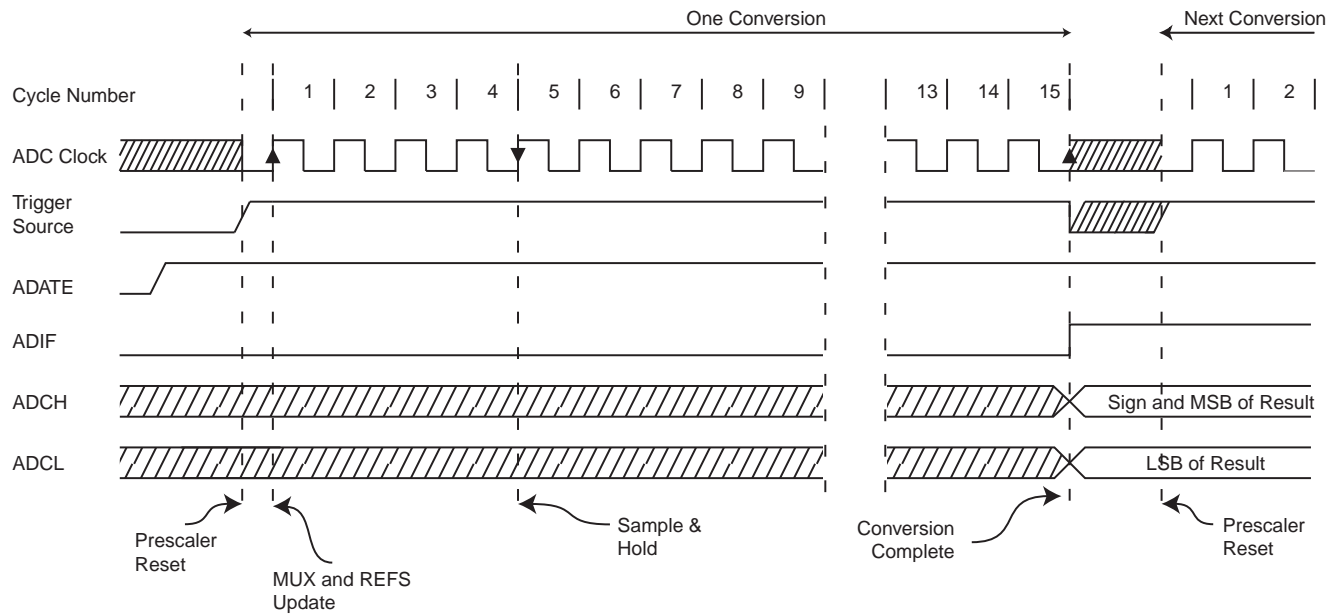 One Conversion
Next Conversion
Cycle Number
1 2 3 4 5 6 7 8 9 13 14 15 1 2
ADC Clock
Trigger
Source
ADATE
ADIF
ADCH
Sign and MSB of Result
ADCL
LSB of Result
Prescaler
Reset
MUX and REFS
Update
Sample &
Hold
Conversion
Complete
Prescaler
Reset